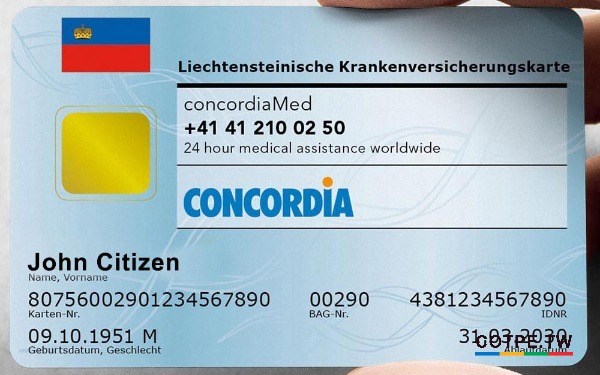 Liechtensteinische Krankenversicherungskarte
concordiaMed
+41 41 210 02 50
24 hour medical assistance worldwide
CONCORDIA
John Citizen
Name, Vorname
80756002901234567890 00290 4381234567890
Karten-Nr. BAG-Nr. IDNR
09.10.1951 M 31.03.2030
Geburtsdatum, Geschlecht Ablaufdatum
GOTPE.TW